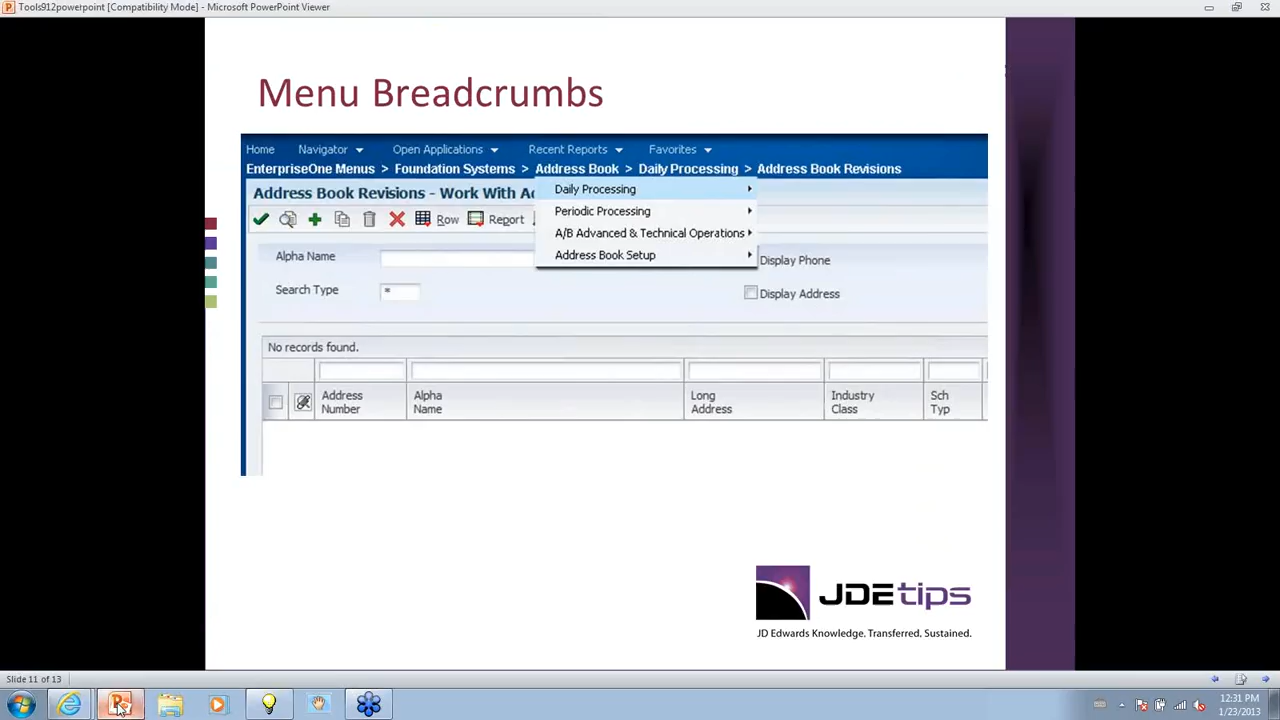 Tools912powerpoint [Compatibility Mode] - Microsoft PowerPoint Viewer
Menu Breadcrumbs
Home Navigator Open Applications Recent Reports Favorites
EnterpriseOne Menus > Foundation Systems > Address Book > Daily Processing > Address Book Revisions
Address Book Revisions - Work With Ad
Daily Processing
Periodic Processing
A/B Advanced & Technical Operations
Address Book Setup
Row Report
Alpha Name
Display Phone
Search Type *
Display Address
No records found.
Address Number
Alpha Name
Long Address
Industry Class
Sch Typ
JDEtips
JD Edwards Knowledge. Transferred. Sustained.
Slide 11 of 13
12:31 PM
1/23/2013